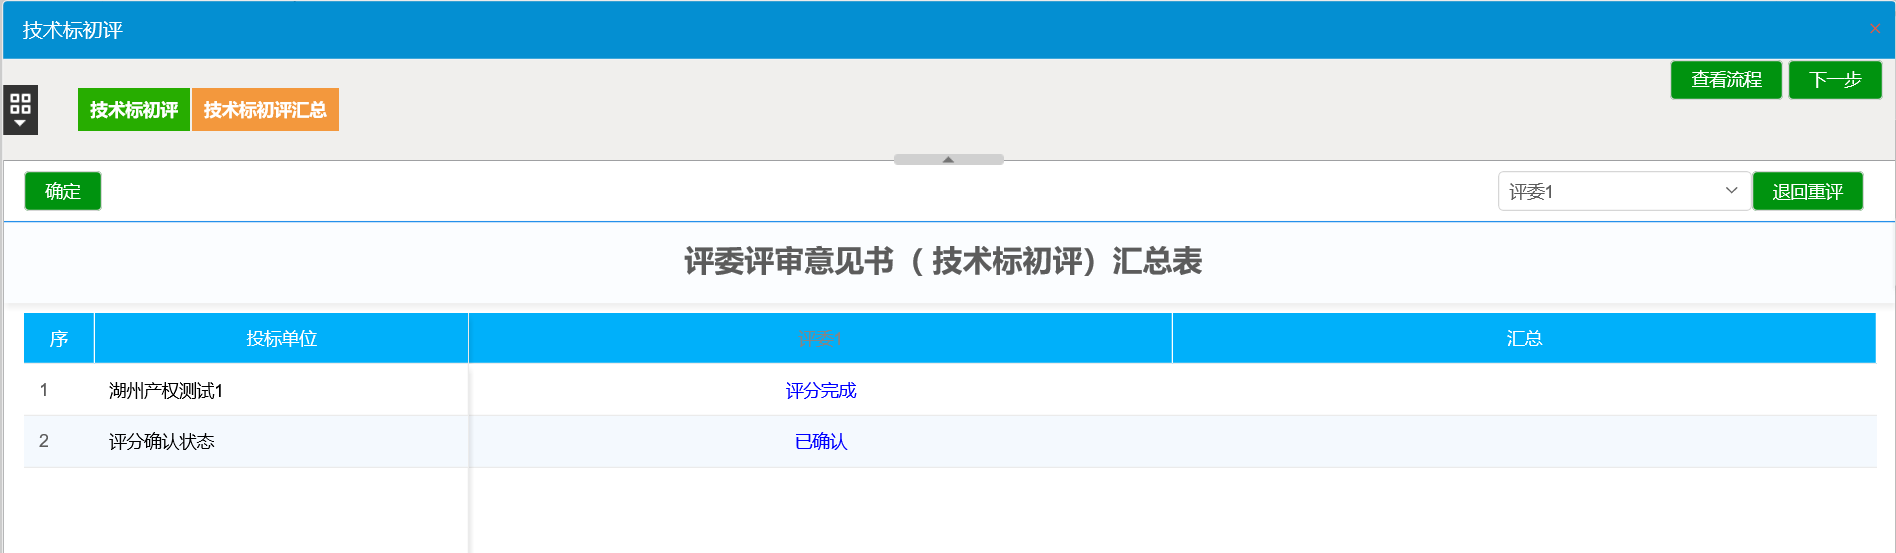 技术标初评
×
查看流程 下一步
技术标初评 技术标初评汇总
确定 评委1 退回重评
评委评审意见书（ 技术标初评）汇总表
序 投标单位 评委1 汇总
1 湖州产权测试1 评分完成
2 评分确认状态 已确认